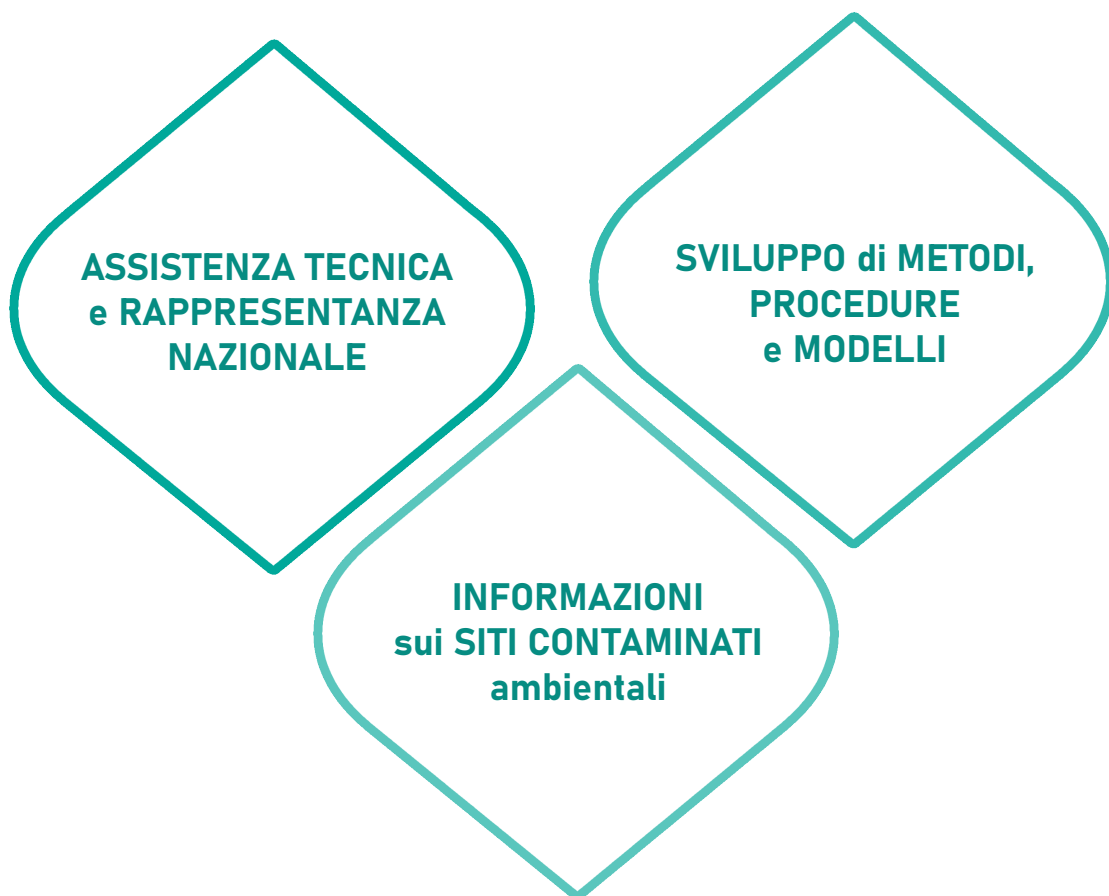 ASSISTENZA TECNICA
e RAPPRESENTANZA
NAZIONALE
SVILUPPO di METODI,
PROCEDURE
e MODELLI
INFORMAZIONI
sui SITI CONTAMINATI
ambientali